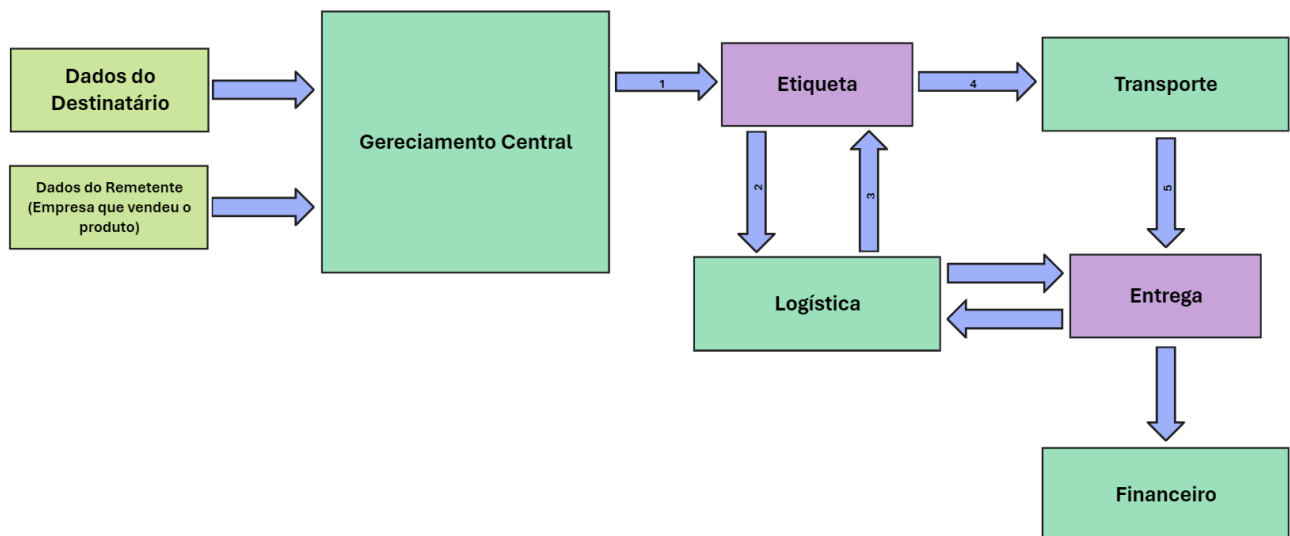 Dados do
Destinatário
Dados do Remetente
(Empresa que vendeu o
produto)
Gereciamento Central
1
Etiqueta
4
Transporte
2
3
5
Logística
Entrega
Financeiro